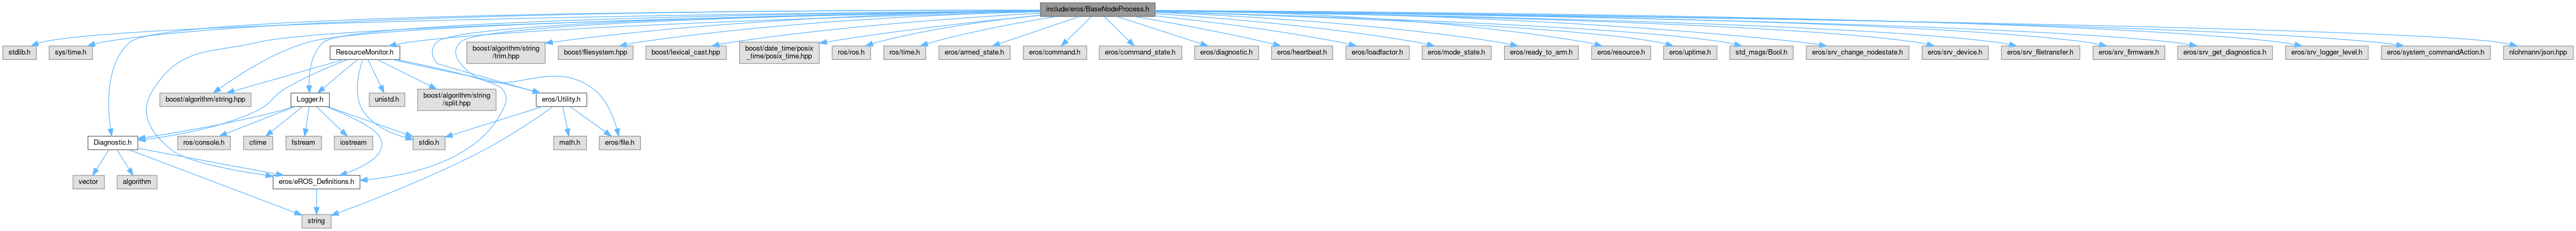 include/eros/BaseNodeProcess.h
stdlib.h
sys/time.h
ResourceMonitor.h
boost/algorithm/string
/trim.hpp
boost/filesystem.hpp
boost/lexical_cast.hpp
boost/date_time/posix
_time/posix_time.hpp
ros/ros.h
ros/time.h
eros/armed_state.h
eros/command.h
eros/command_state.h
eros/diagnostic.h
eros/heartbeat.h
eros/loadfactor.h
eros/mode_state.h
eros/ready_to_arm.h
eros/resource.h
eros/uptime.h
std_msgs/Bool.h
eros/srv_change_nodestate.h
eros/srv_device.h
eros/srv_filetransfer.h
eros/srv_firmware.h
eros/srv_get_diagnostics.h
eros/srv_logger_level.h
eros/system_commandAction.h
nlohmann/json.hpp
boost/algorithm/string.hpp
Logger.h
unistd.h
boost/algorithm/string
/split.hpp
eros/Utility.h
Diagnostic.h
ros/console.h
ctime
fstream
iostream
stdio.h
math.h
eros/file.h
vector
algorithm
eros/eROS_Definitions.h
string